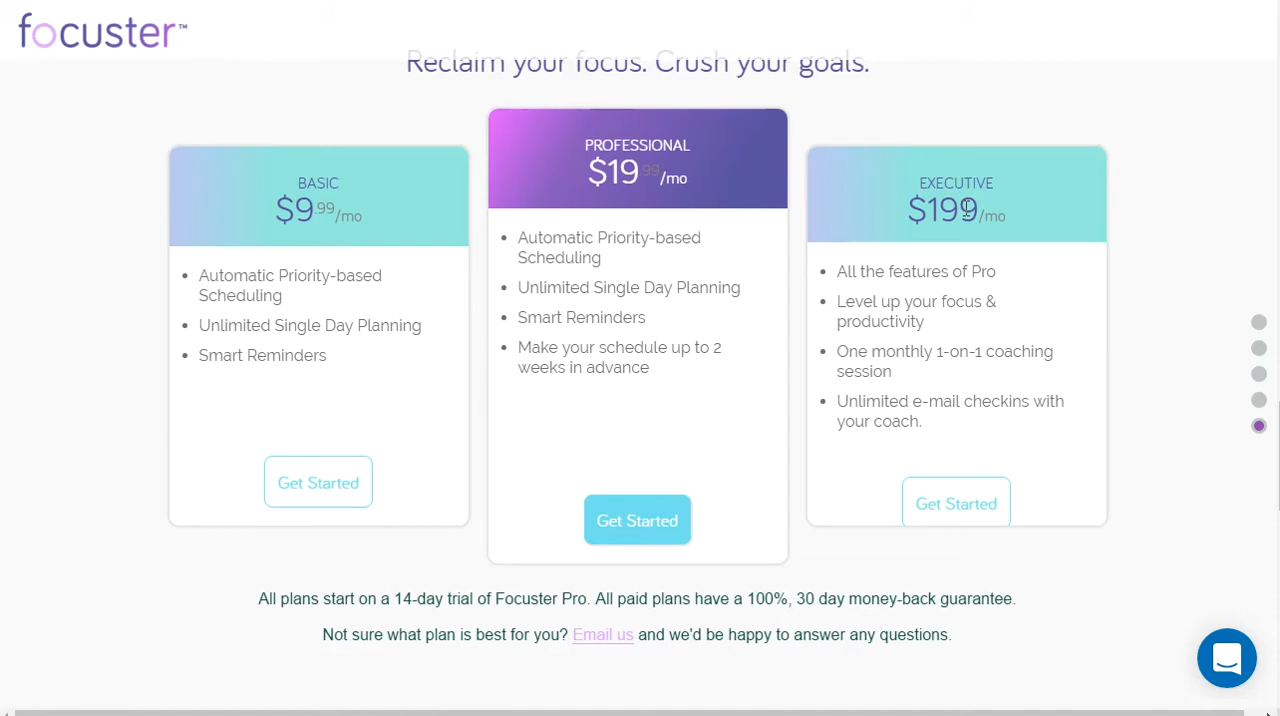 focuster™
Reclaim your focus. Crush your goals.
BASIC
$9.99/mo
Automatic Priority-based
Scheduling
Unlimited Single Day Planning
Smart Reminders
Get Started
PROFESSIONAL
$19.99/mo
Automatic Priority-based
Scheduling
Unlimited Single Day Planning
Smart Reminders
Make your schedule up to 2
weeks in advance
Get Started
EXECUTIVE
$199/mo
All the features of Pro
Level up your focus &
productivity
One monthly 1-on-1 coaching
session
Unlimited e-mail checkins with
your coach.
Get Started
All plans start on a 14-day trial of Focuster Pro. All paid plans have a 100%, 30 day money-back guarantee.
Not sure what plan is best for you? Email us and we'd be happy to answer any questions.